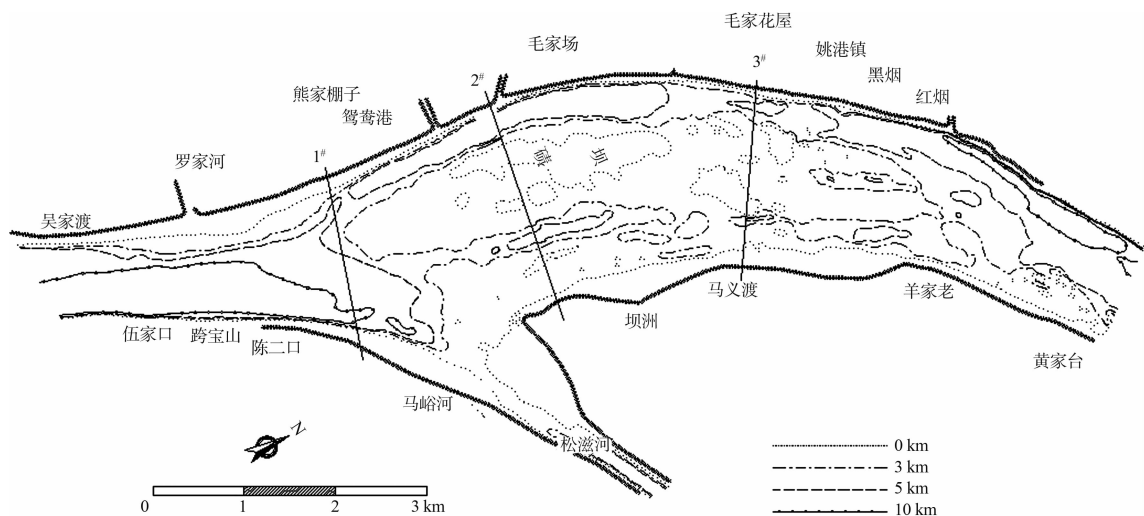 毛家花屋
毛家场
姚港镇
3#
黑烟
2#
熊家棚子
红烟
鸳鸯港
1#
坝
罗家河
吴家渡
马义渡
羊家老
坝洲
伍家口
跨宝山
陈二口
黄家台
马峪河
N
松滋河
0 km
3 km
5 km
10 km
0
1
2
3 km